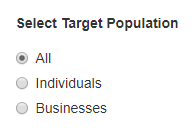 Select Target Population
All
Individuals
Businesses